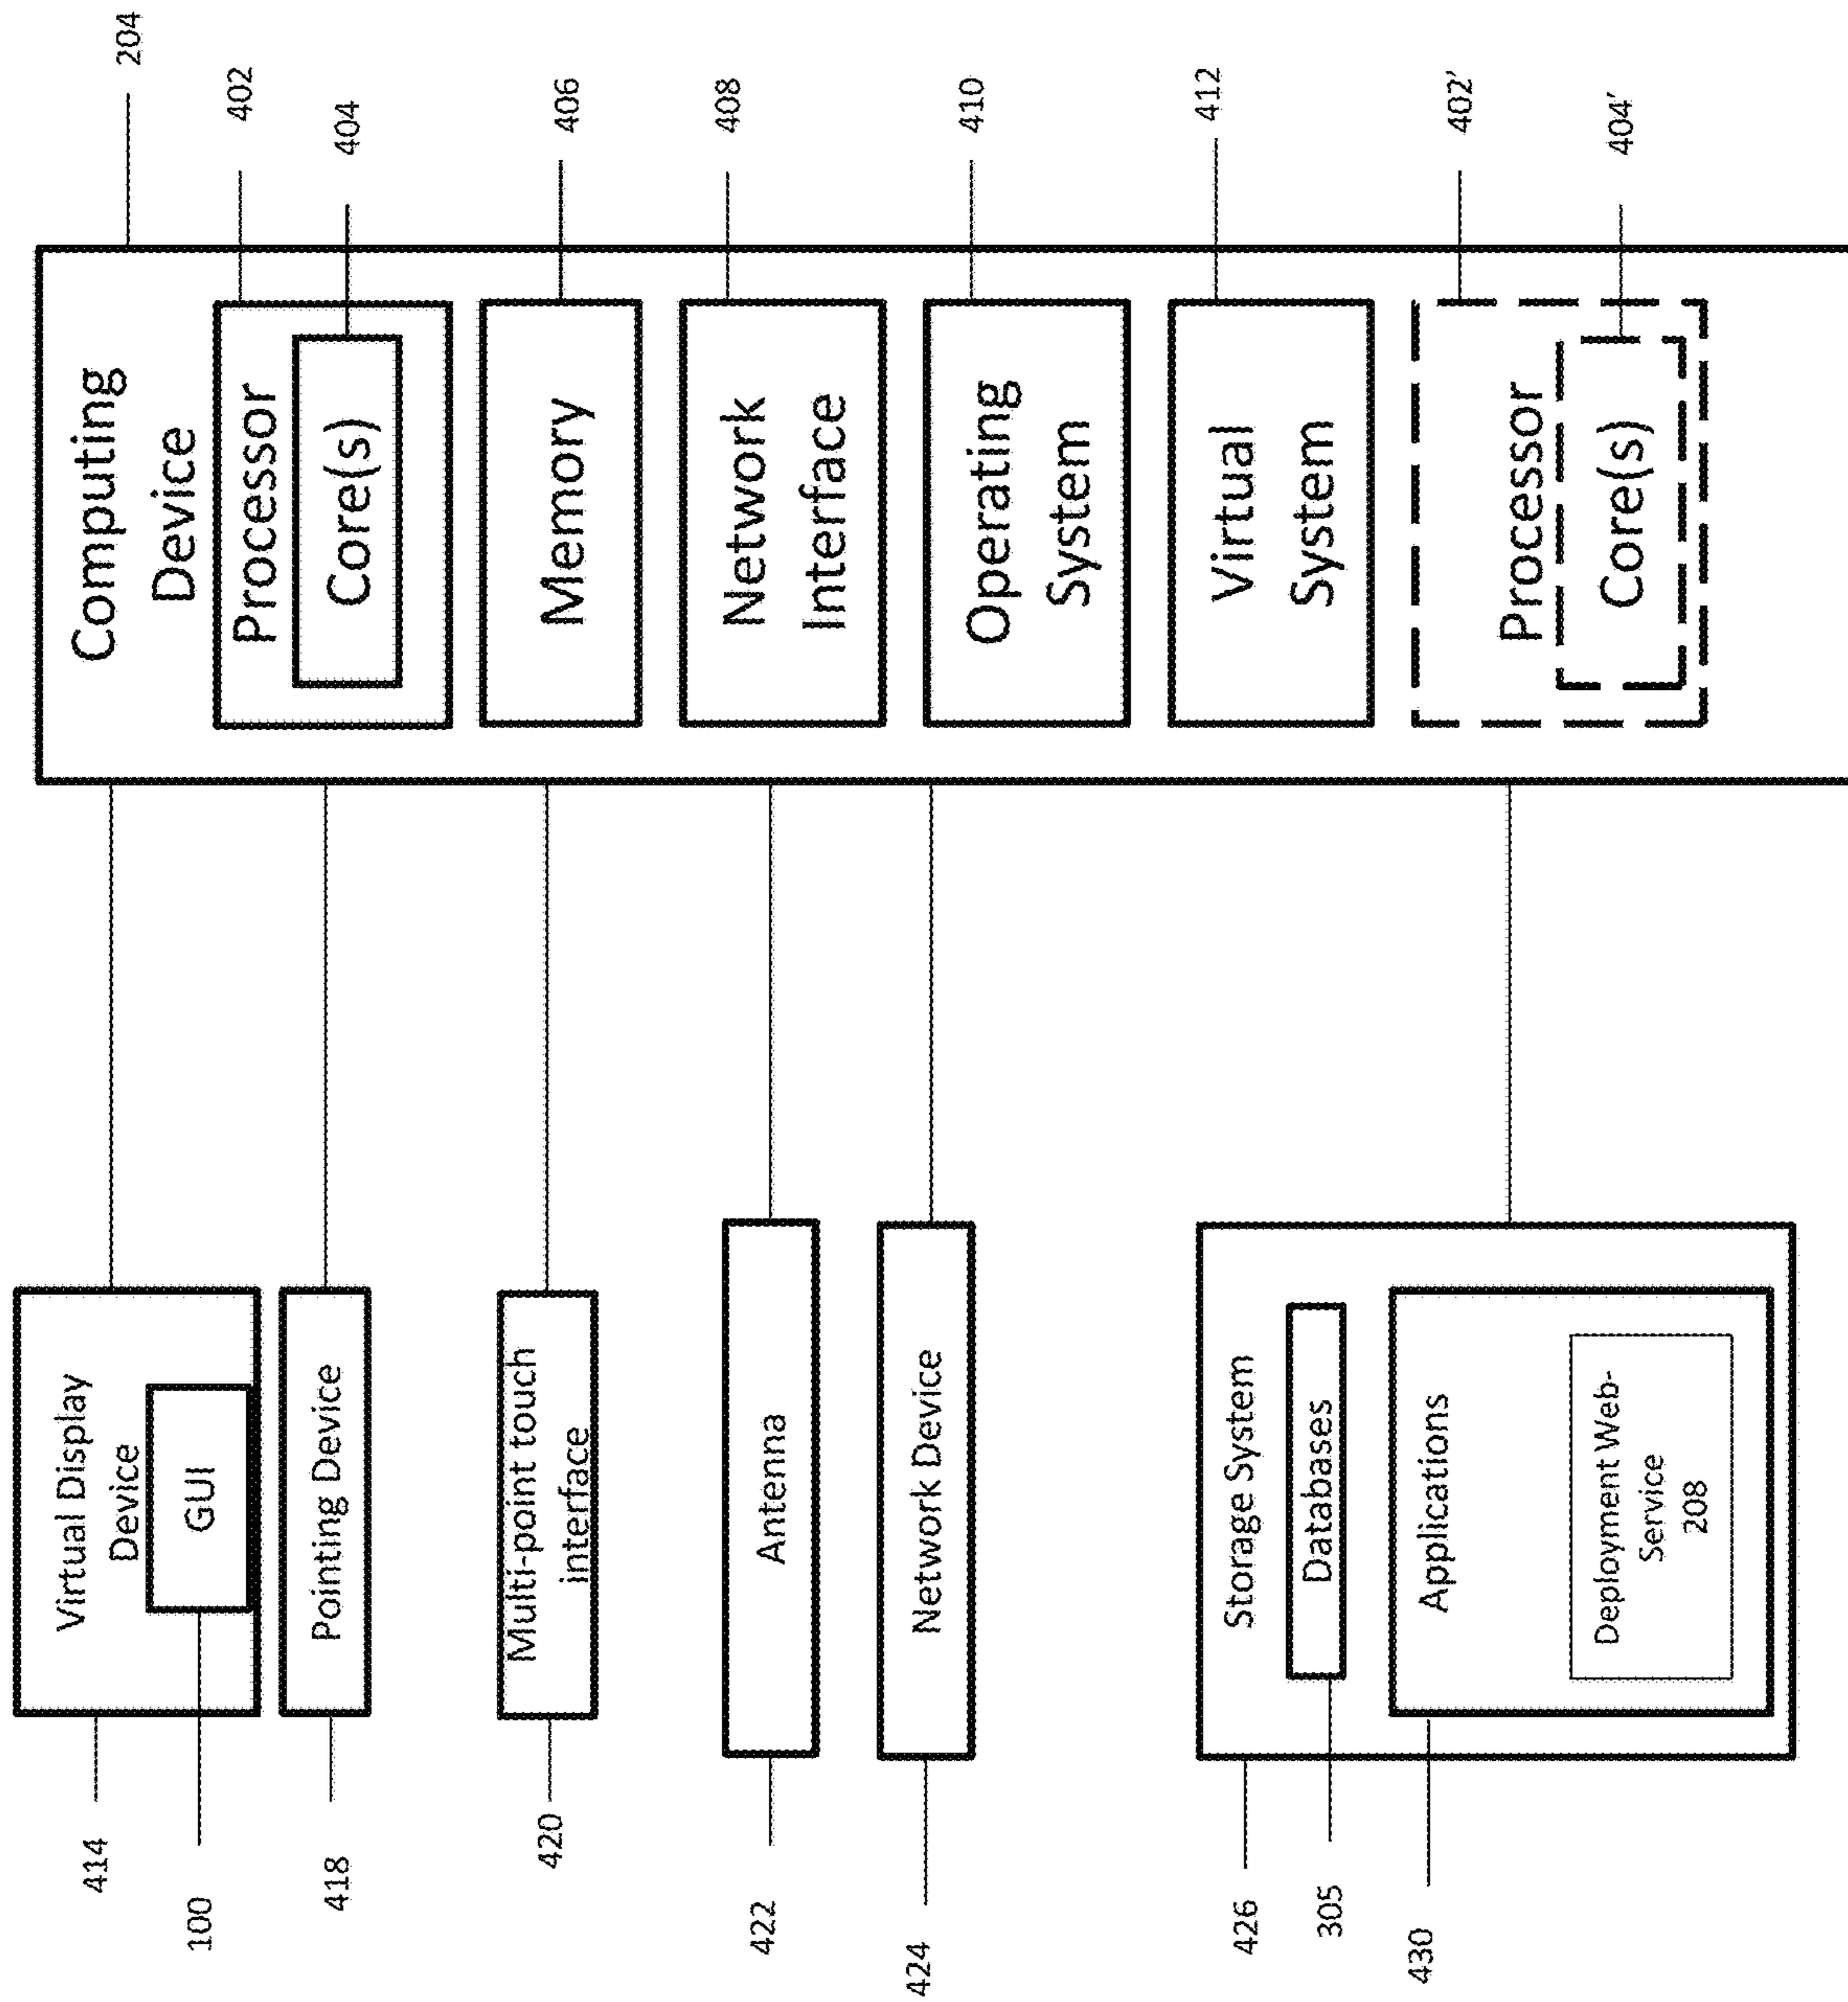 204
402
404
406
408
410
412
402'
404'
Computing
Device
Processor
Core(s)
Memory
Network
Interface
Operating
System
Virtual
System
Processor
Core(s)
Virtual Display
Device
GUI
Pointing Device
Multi-point touch
interface
Antenna
Network Device
Storage System
Databases
Applications
Deployment Web-
Service
208
414
100
418
420
422
424
426
305
430